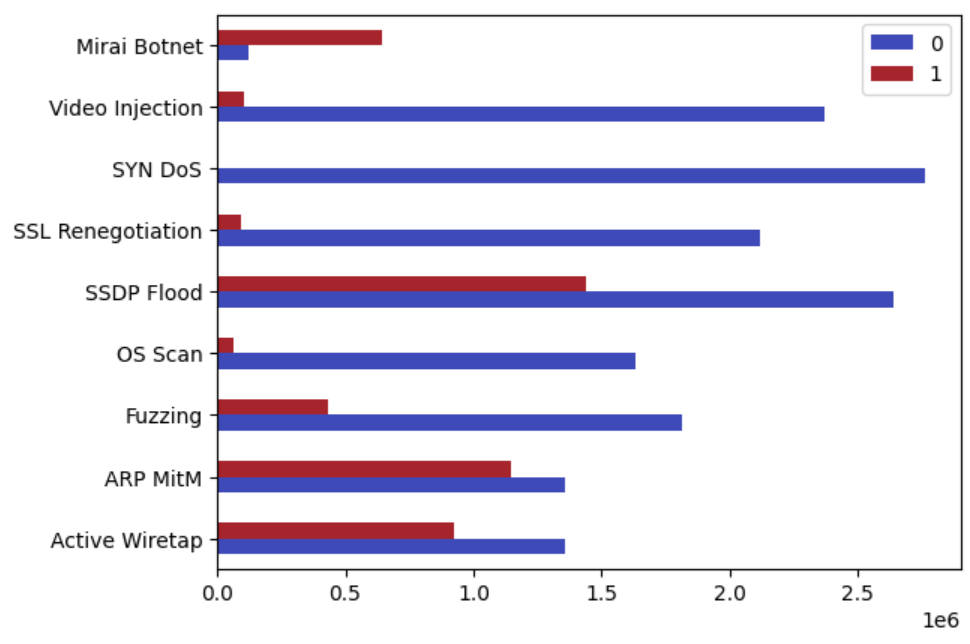 Mirai Botnet
Video Injection
SYN DoS
SSL Renegotiation
SSDP Flood
OS Scan
Fuzzing
ARP MitM
Active Wiretap
0
1
0.0 0.5 1.0 1.5 2.0 2.5
1e6